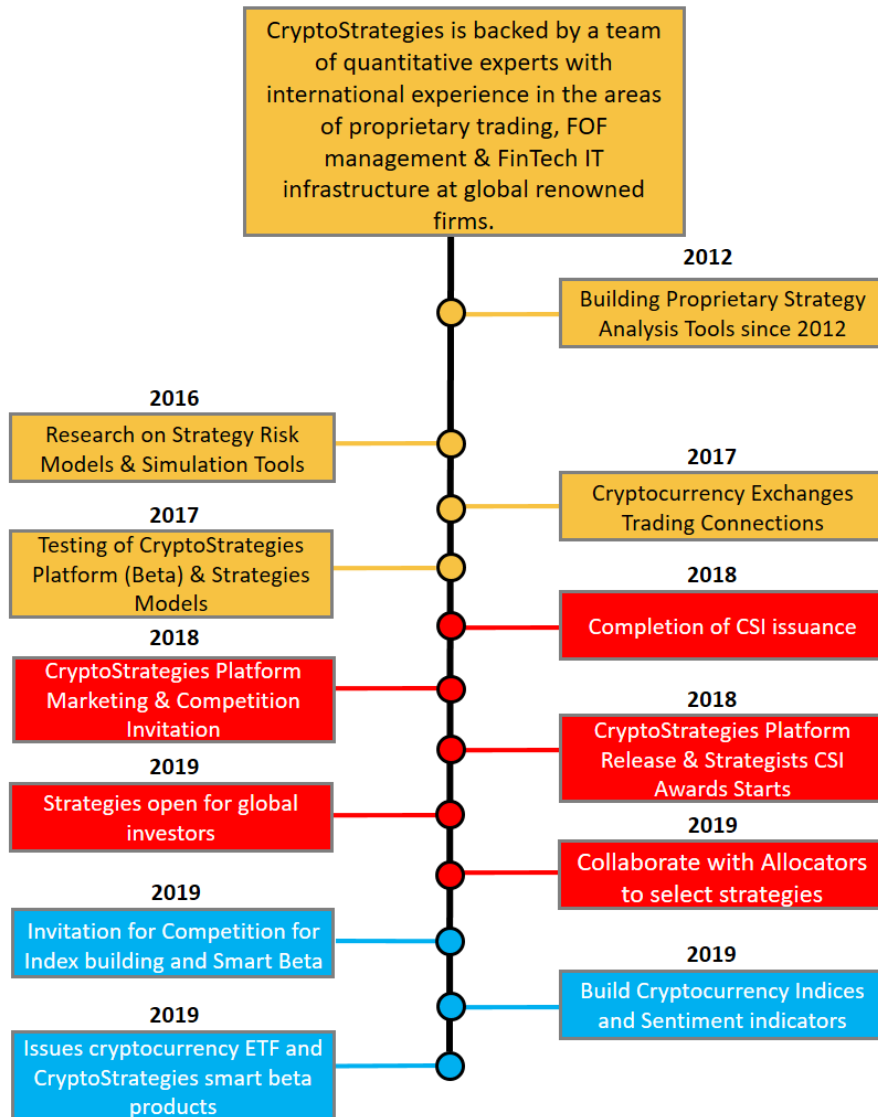 CryptoStrategies is backed by a team
of quantitative experts with
international experience in the areas
of proprietary trading, FOF
management & FinTech IT
infrastructure at global renowned
firms.
2012
Building Proprietary Strategy
Analysis Tools since 2012
2016
Research on Strategy Risk
Models & Simulation Tools
2017
Cryptocurrency Exchanges
Trading Connections
2017
Testing of CryptoStrategies
Platform (Beta) & Strategies
Models
2018
Completion of CSI issuance
2018
CryptoStrategies Platform
Marketing & Competition
Invitation
2018
CryptoStrategies Platform
Release & Strategists CSI
Awards Starts
2019
Strategies open for global
investors
2019
Collaborate with Allocators
to select strategies
2019
Invitation for Competition for
Index building and Smart Beta
2019
Build Cryptocurrency Indices
and Sentiment indicators
2019
Issues cryptocurrency ETF and
CryptoStrategies smart beta
products